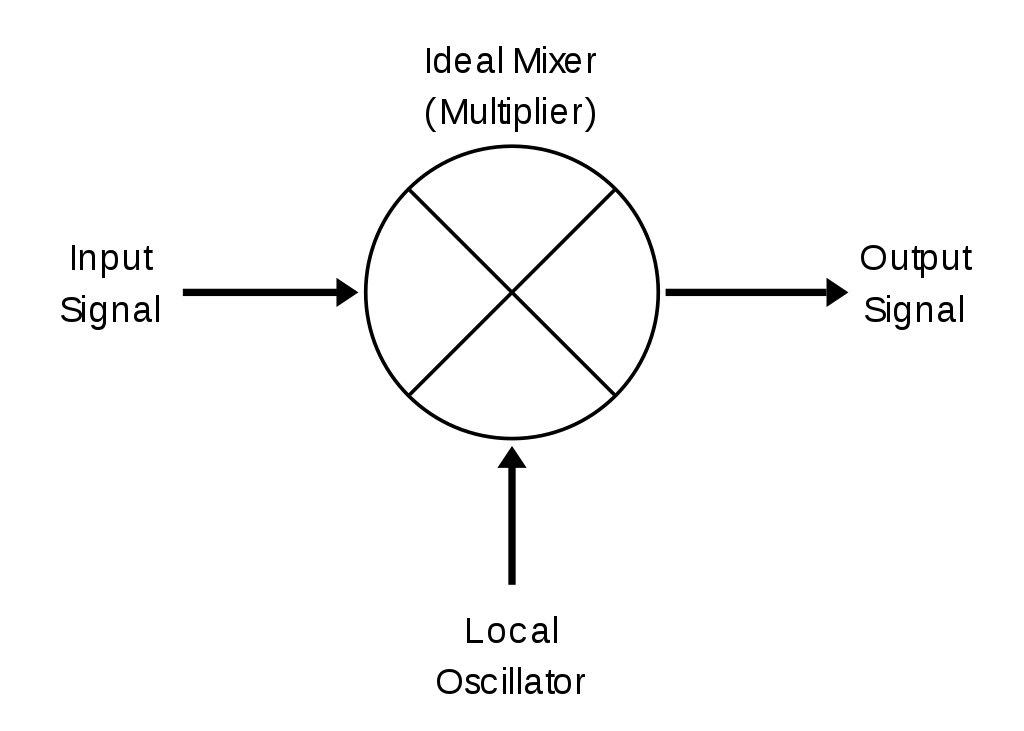 Ideal Mixer
(Multiplier)
Input
Signal
Output
Signal
Local
Oscillator